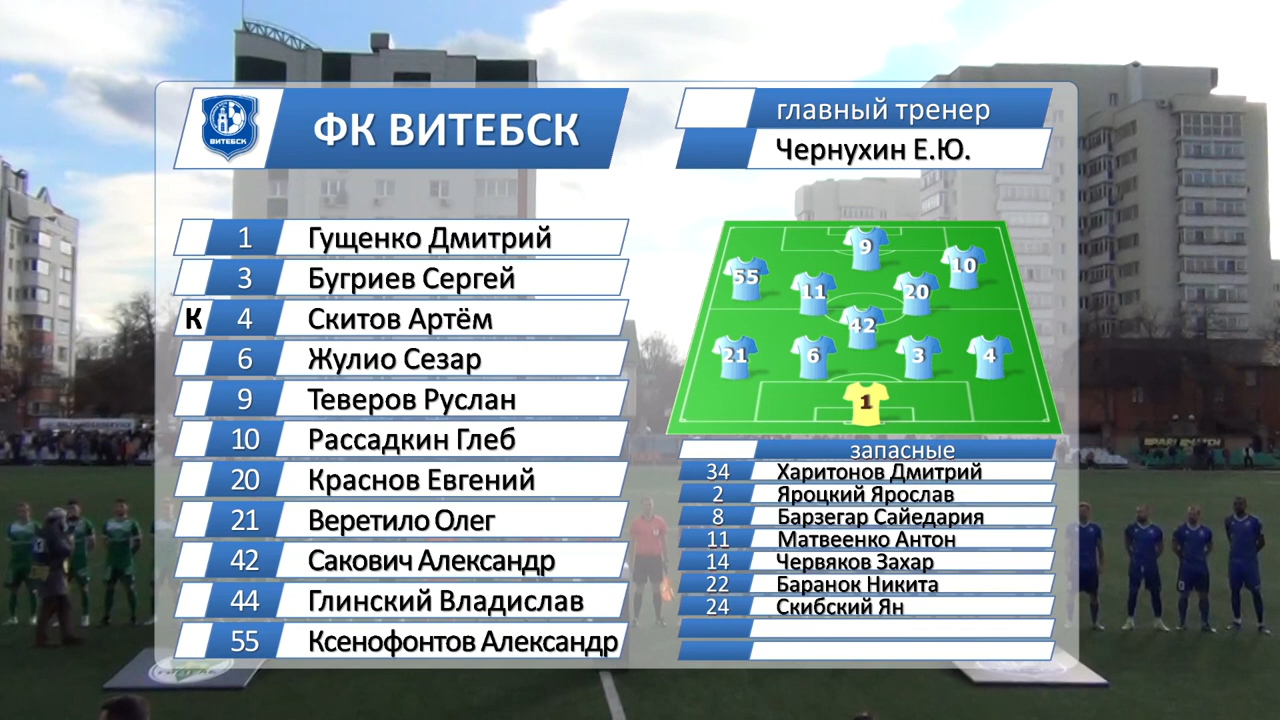 ВИТЕБСК
ФК ВИТЕБСК
главный тренер
Чернухин Е.Ю.
1 Гущенко Дмитрий
3 Бугриев Сергей
К 4 Скитов Артём
6 Жулио Сезар
9 Теверов Руслан
10 Рассадкин Глеб
20 Краснов Евгений
21 Веретило Олег
42 Сакович Александр
44 Глинский Владислав
55 Ксенофонтов Александр
9
55 10
11 20
42
21 6 3 4
1
запасные
34 Харитонов Дмитрий
2 Яроцкий Ярослав
8 Барзегар Сайедария
11 Матвеенко Антон
14 Червяков Захар
22 Баранок Никита
24 Скибский Ян